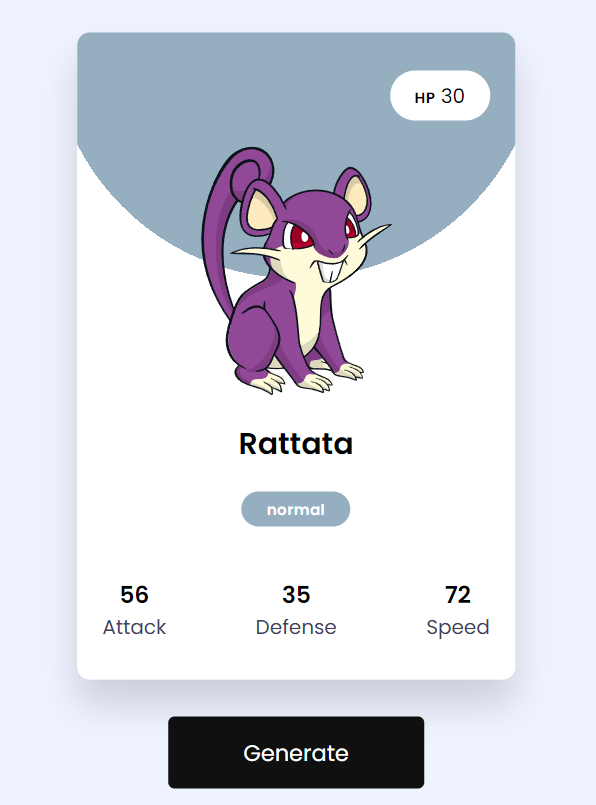 HP 30
Rattata
normal
56 35 72
Attack Defense Speed
Generate